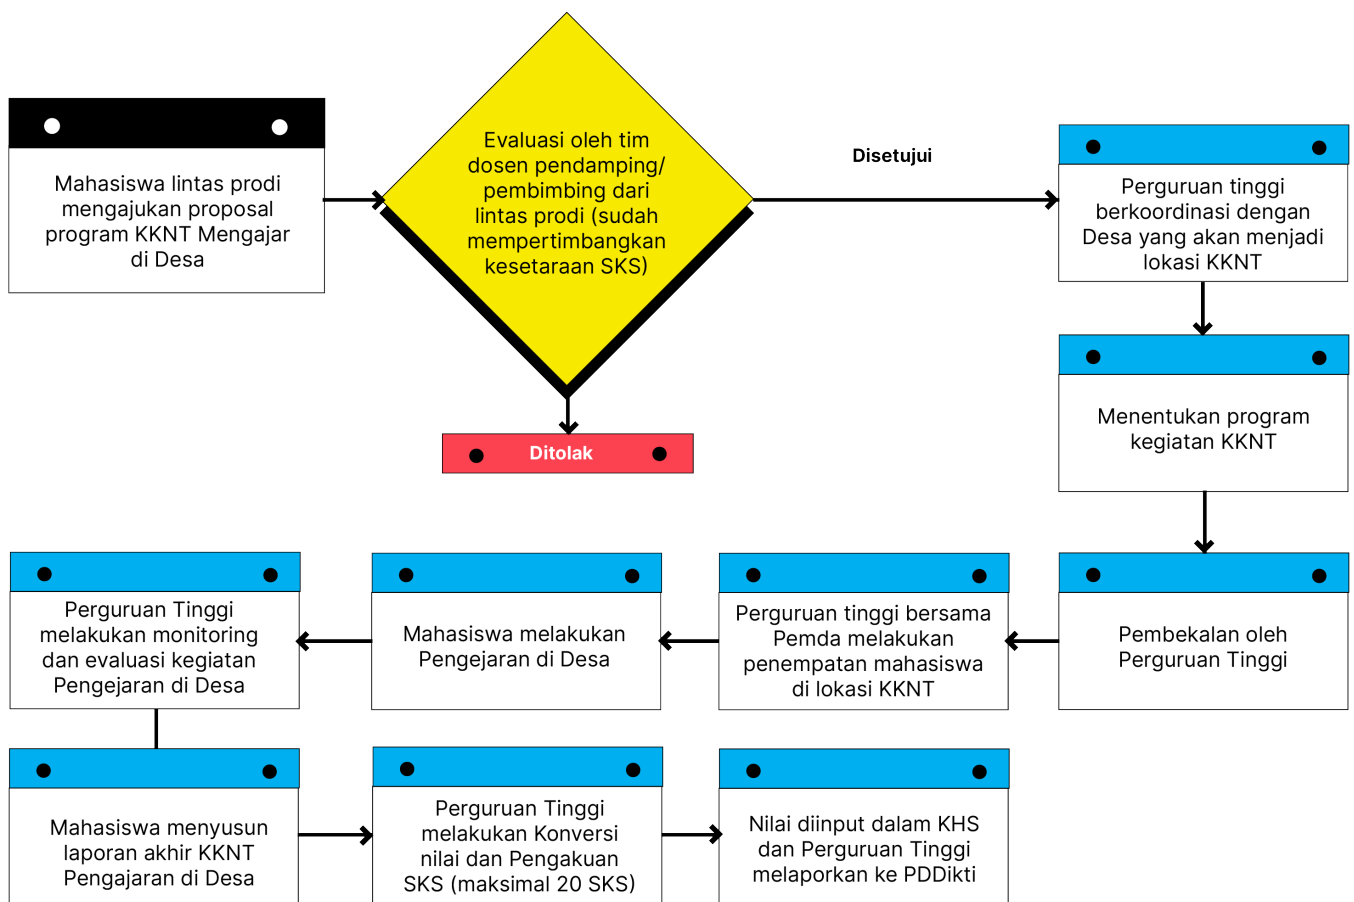 Mahasiswa lintas prodi
mengajukan proposal
program KKNT Mengajar
di Desa
Evaluasi oleh tim
dosen pendamping/
pembimbing dari
lintas prodi (sudah
mempertimbangkan
kesetaraan SKS)
Disetujui
Ditolak
Perguruan tinggi
berkoordinasi dengan
Desa yang akan menjadi
lokasi KKNT
Menentukan program
kegiatan KKNT
Pembekalan oleh
Perguruan Tinggi
Perguruan tinggi bersama
Pemda melakukan
penempatan mahasiswa
di lokasi KKNT
Mahasiswa melakukan
Pengejaran di Desa
Perguruan Tinggi
melakukan monitoring
dan evaluasi kegiatan
Pengejaran di Desa
Mahasiswa menyusun
laporan akhir KKNT
Pengajaran di Desa
Perguruan Tinggi
melakukan Konversi
nilai dan Pengakuan
SKS (maksimal 20 SKS)
Nilai diinput dalam KHS
dan Perguruan Tinggi
melaporkan ke PDDikti